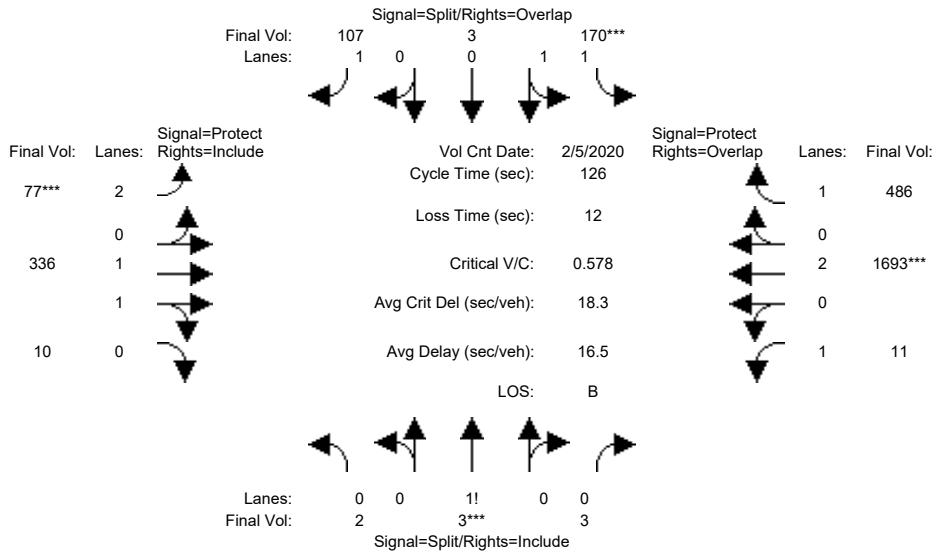 Signal=Split/Rights=Overlap
Final Vol: 107 3 170***
Lanes: 1 0 0 1 1
Signal=Protect
Final Vol: Lanes: Rights=Include
Vol Cnt Date: 2/5/2020
Signal=Protect
Rights=Overlap Lanes: Final Vol:
Cycle Time (sec): 126
77*** 2 1 486
Loss Time (sec): 12
0 0
336 1 Critical V/C: 0.578 2 1693***
1 Avg Crit Del (sec/veh): 18.3 0
10 0 Avg Delay (sec/veh): 16.5 1 11
LOS: B
Lanes: 0 0 1! 0 0
Final Vol: 2 3*** 3
Signal=Split/Rights=Include